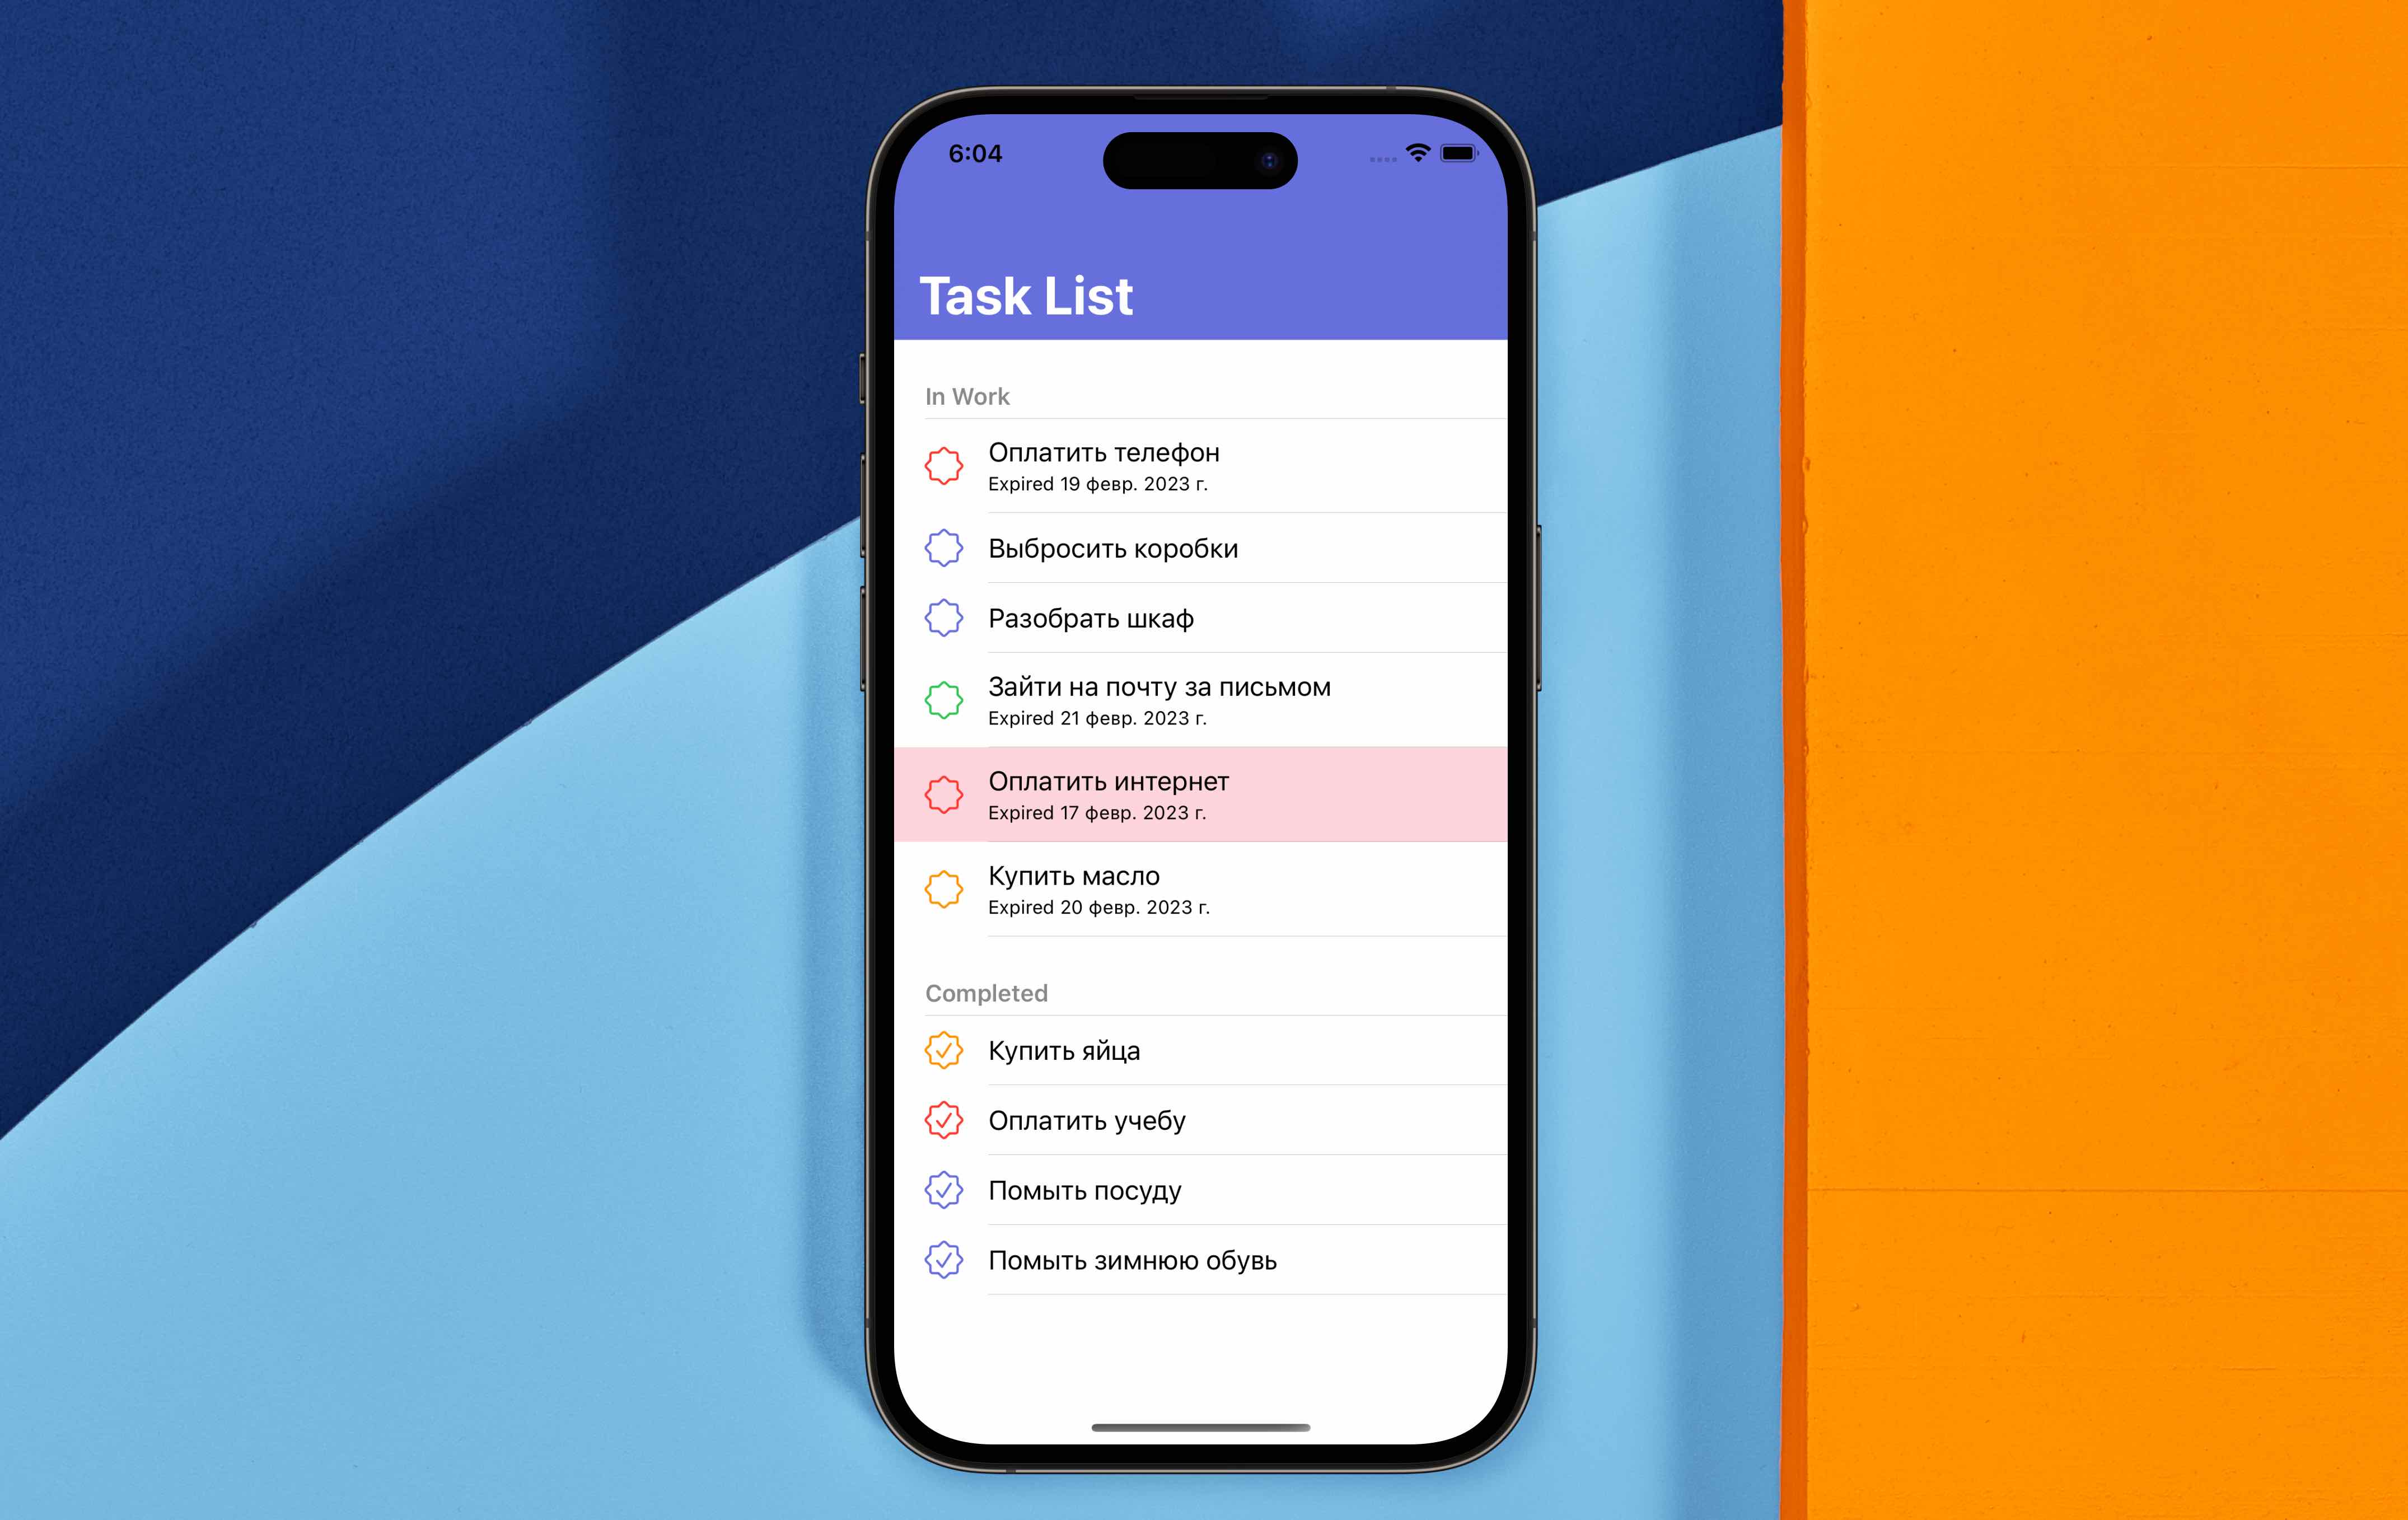 6:04
Task List
In Work
Оплатить телефон
Expired 19 февр. 2023 г.
Выбросить коробки
Разобрать шкаф
Зайти на почту за письмом
Expired 21 февр. 2023 г.
Оплатить интернет
Expired 17 февр. 2023 г.
Купить масло
Expired 20 февр. 2023 г.
Completed
Купить яйца
Оплатить учебу
Помыть посуду
Помыть зимнюю обувь